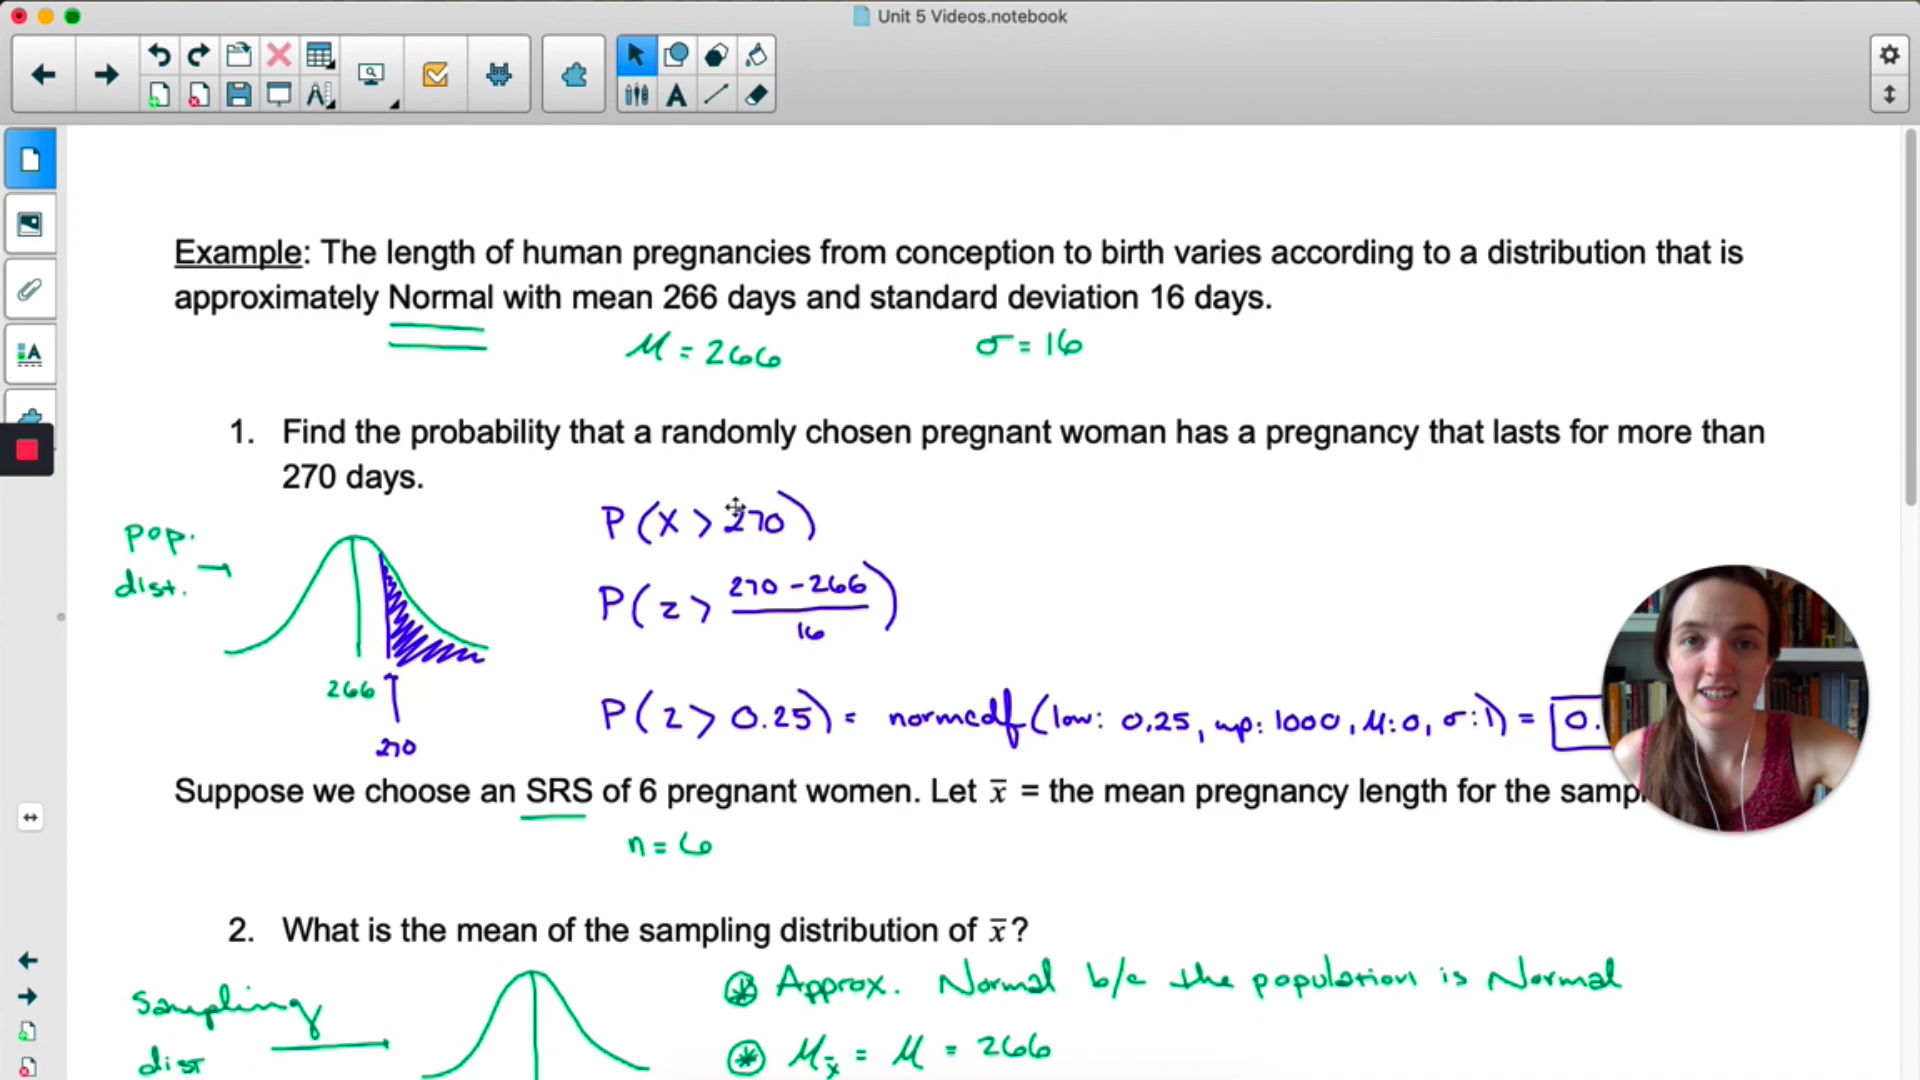 Unit 5 Videos.notebook
Example: The length of human pregnancies from conception to birth varies according to a distribution that is
approximately Normal with mean 266 days and standard deviation 16 days.
μ = 266
σ = 16
1. Find the probability that a randomly chosen pregnant woman has a pregnancy that lasts for more than
270 days.
pop.
dist.
266
270
P(X > 270)
P(z > (270 - 266)/16)
P(z > 0.25) = normcdf(low: 0.25, up: 1000, μ:0, σ:1) = 0.
Suppose we choose an SRS of 6 pregnant women. Let x̄ = the mean pregnancy length for the
n = 6
2. What is the mean of the sampling distribution of x̄?
Sampling
dist
Approx. Normal b/c the population is Normal
μx̄ = μ = 266